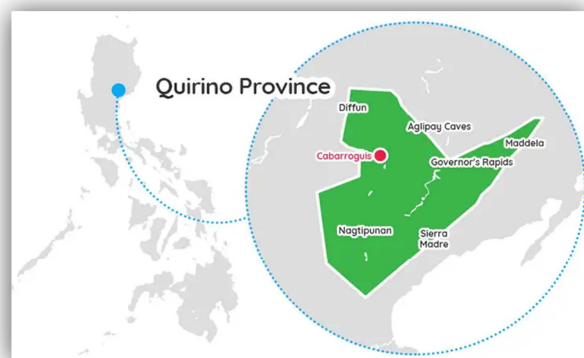 Quirino Province
Diffun
Aglipay Caves
Maddela
Cabarroguis
Governor's Rapids
Nagtipunan
Sierra
Madre